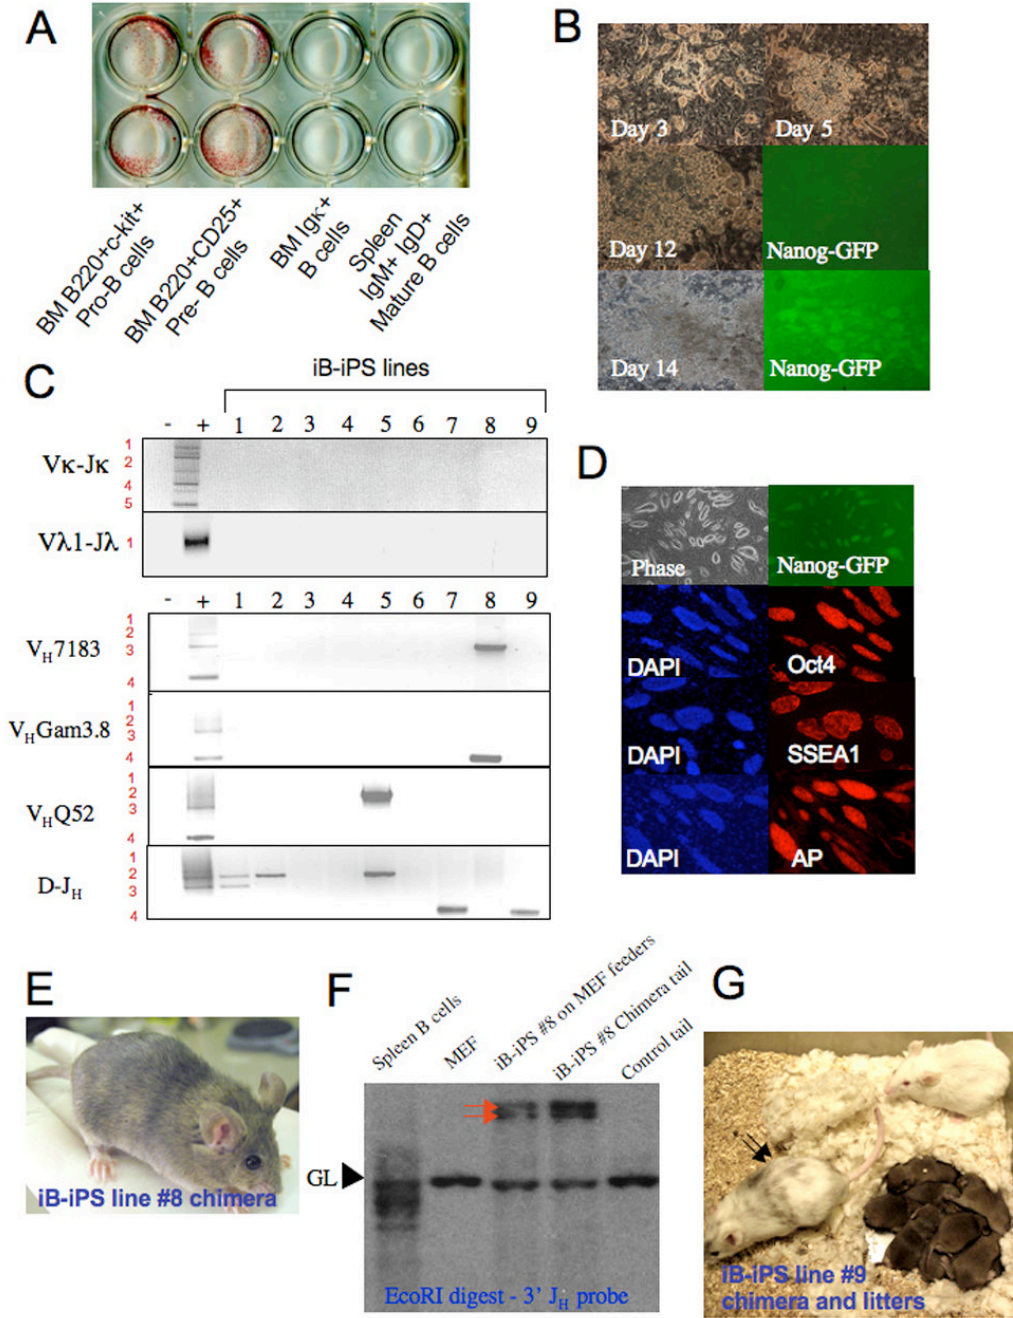 A
BM B220+c-kit+
Pro-B cells
BM B220+CD25+
Pre- B cells
BM Igκ+
B cells
Spleen
IgM+ IgD+
Mature B cells
B
Day 3
Day 5
Day 12
Nanog-GFP
Day 14
Nanog-GFP
C
iB-iPS lines
- + 1 2 3 4 5 6 7 8 9
Vκ-Jκ
1
2
4
5
Vλ1-Jλ
1
- + 1 2 3 4 5 6 7 8 9
VH7183
1
2
3
4
VHGam3.8
1
2
3
4
VHQ52
1
2
3
4
D-JH
1
2
3
4
D
Phase
Nanog-GFP
DAPI
Oct4
DAPI
SSEA1
DAPI
AP
E
iB-iPS line #8 chimera
F
Spleen B cells
MEF
iB-iPS #8 on MEF feeders
iB-iPS #8 Chimera tail
Control tail
GL
EcoRI digest - 3' JH probe
G
iB-iPS line #9
chimera and litters